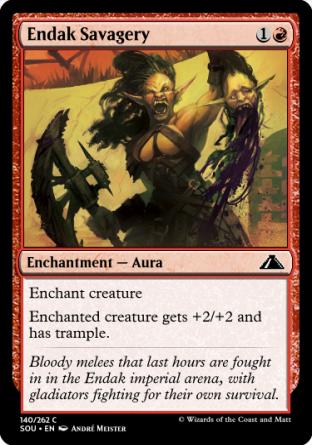 Endak Savagery
1
Enchantment — Aura
Enchant creature
Enchanted creature gets +2/+2 and
has trample.
Bloody melees that last hours are fought
in in the Endak imperial arena, with
gladiators fighting for their own survival.
140/262 C
SOU • EN André Meister
© Wizards of the Coast and Matt